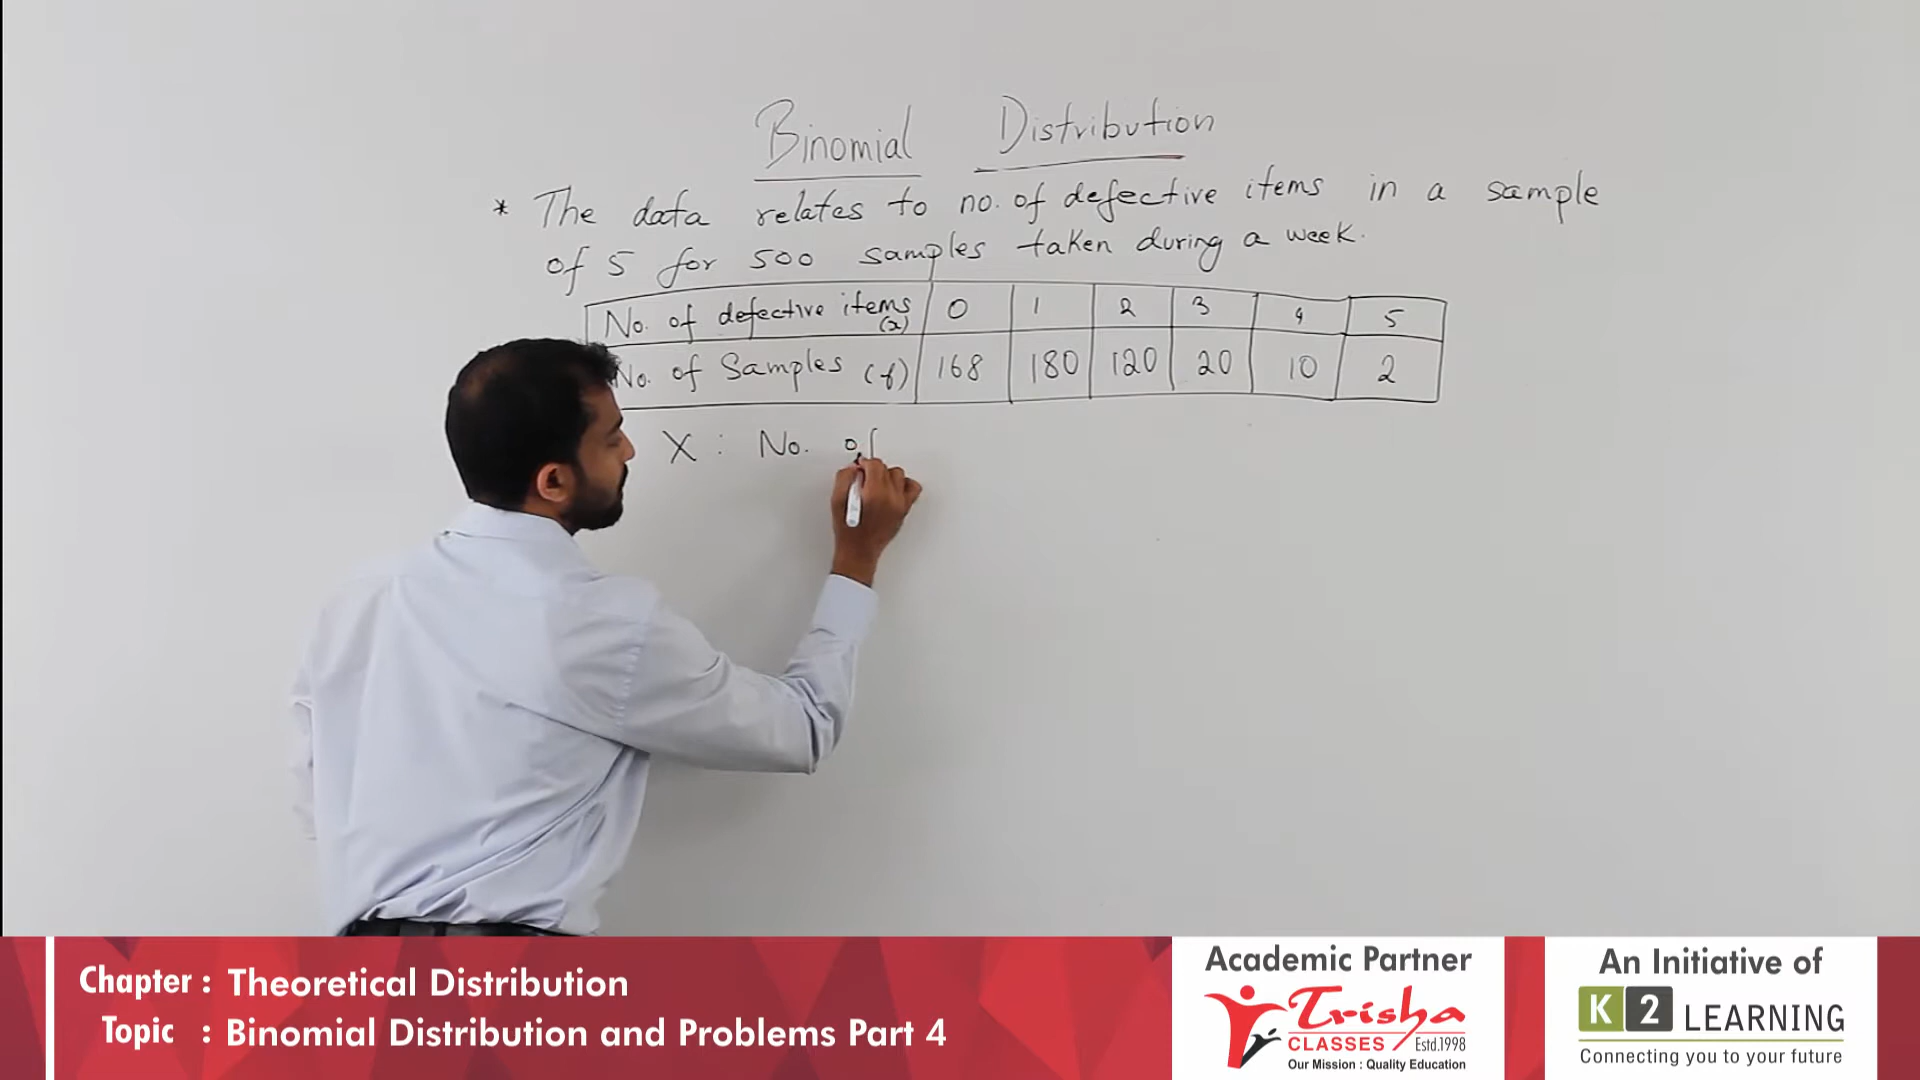 Binomial Distribution
* The data relates to no. of defective items in a sample
of 5 for 500 samples taken during a week.
No. of defective items (x) 0 1 2 3 4 5
No. of Samples (f) 168 180 120 20 10 2
X : No. of
Chapter : Theoretical Distribution
Topic : Binomial Distribution and Problems Part 4
Academic Partner
Trisha
CLASSES Estd.1998
Our Mission : Quality Education
An Initiative of
K2 LEARNING
Connecting you to your future